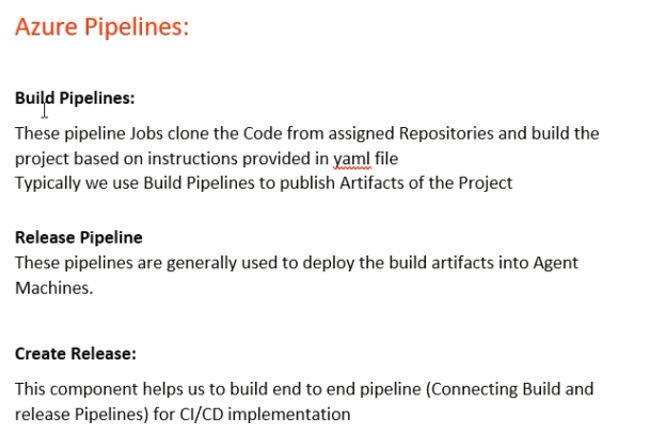 Azure Pipelines:
Build Pipelines:
These pipeline Jobs clone the Code from assigned Repositories and build the
project based on instructions provided in yaml file
Typically we use Build Pipelines to publish Artifacts of the Project
Release Pipeline
These pipelines are generally used to deploy the build artifacts into Agent
Machines.
Create Release:
This component helps us to build end to end pipeline (Connecting Build and
release Pipelines) for CI/CD implementation